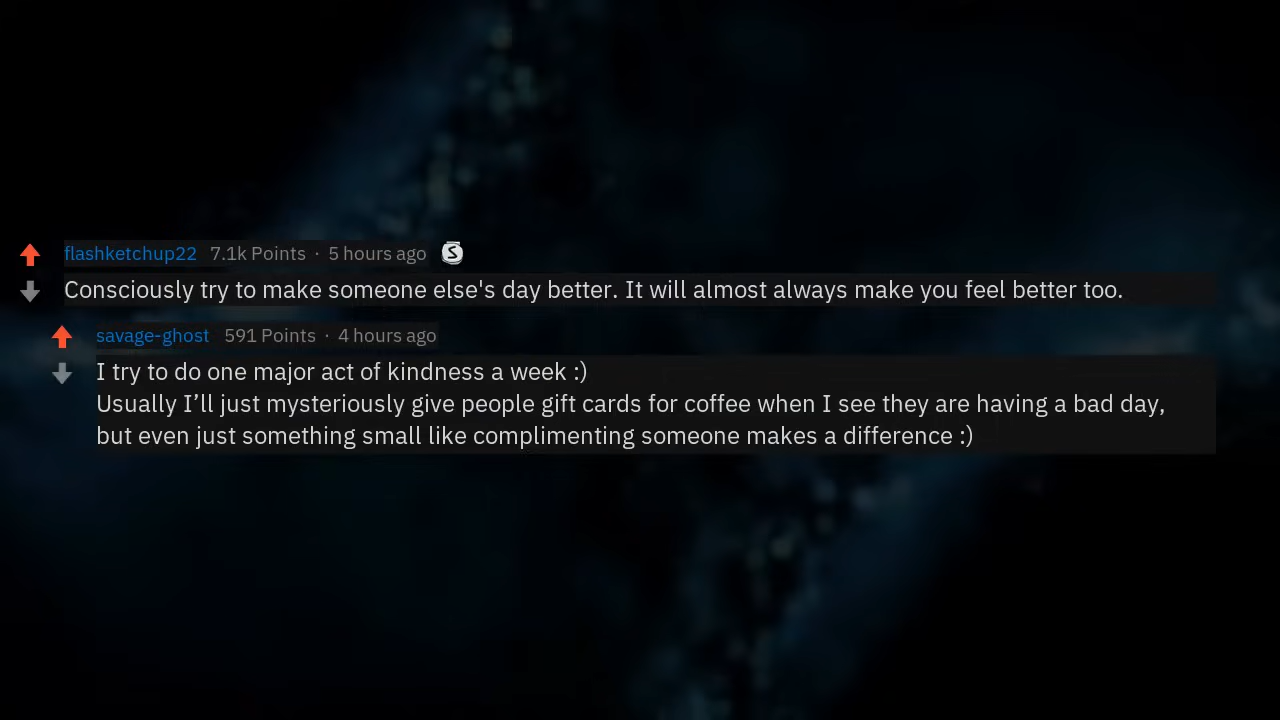 flashketchup22 7.1k Points · 5 hours ago S
Consciously try to make someone else's day better. It will almost always make you feel better too.
savage-ghost 591 Points · 4 hours ago
I try to do one major act of kindness a week :)
Usually I’ll just mysteriously give people gift cards for coffee when I see they are having a bad day,
but even just something small like complimenting someone makes a difference :)